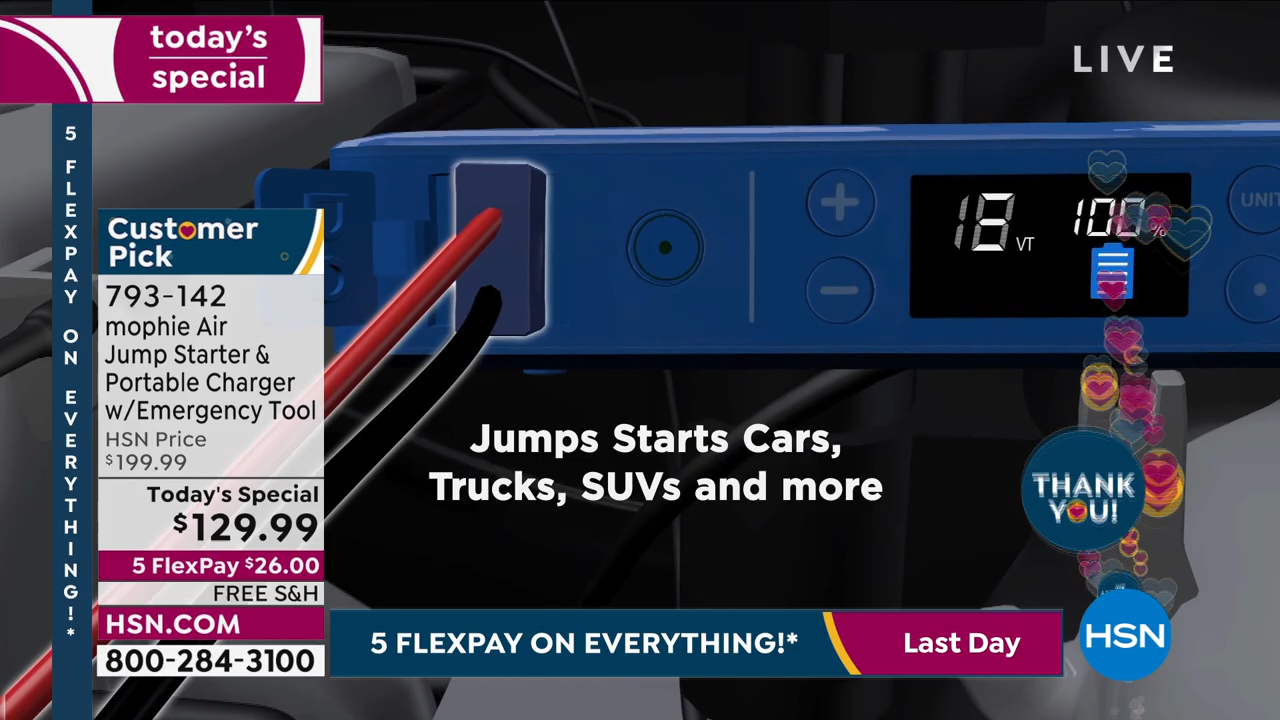 today's
special
LIVE
5 FLEXPAY ON EVERYTHING!*
Customer
Pick
793-142
mophie Air
Jump Starter &
Portable Charger
w/Emergency Tool
HSN Price
$199.99
Today's Special
$129.99
5 FlexPay $26.00
FREE S&H
HSN.COM
800-284-3100
18 VT
100 %
UNIT
Jumps Starts Cars,
Trucks, SUVs and more
THANK
YOU!
5 FLEXPAY ON EVERYTHING!*
Last Day
HSN